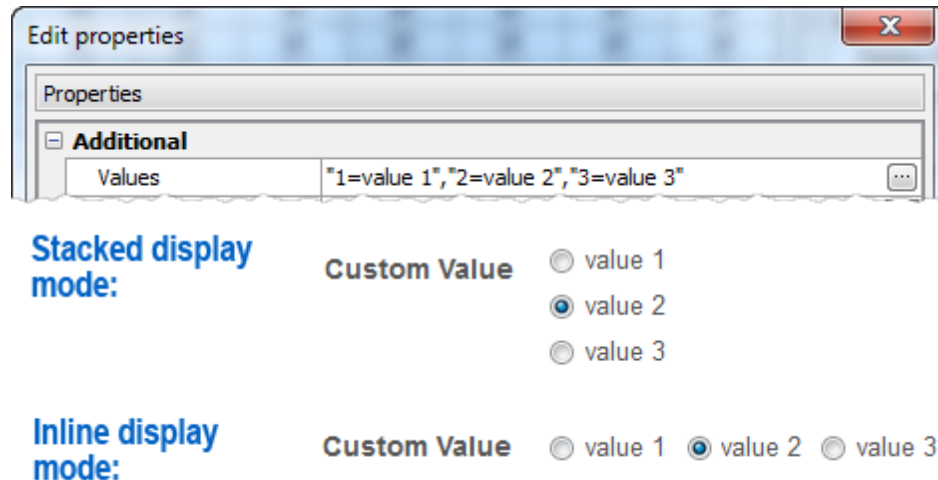 Edit properties
Properties
Additional
Values "1=value 1","2=value 2","3=value 3"
Stacked display
mode:
Custom Value
value 1
value 2
value 3
Inline display
mode:
Custom Value value 1 value 2 value 3